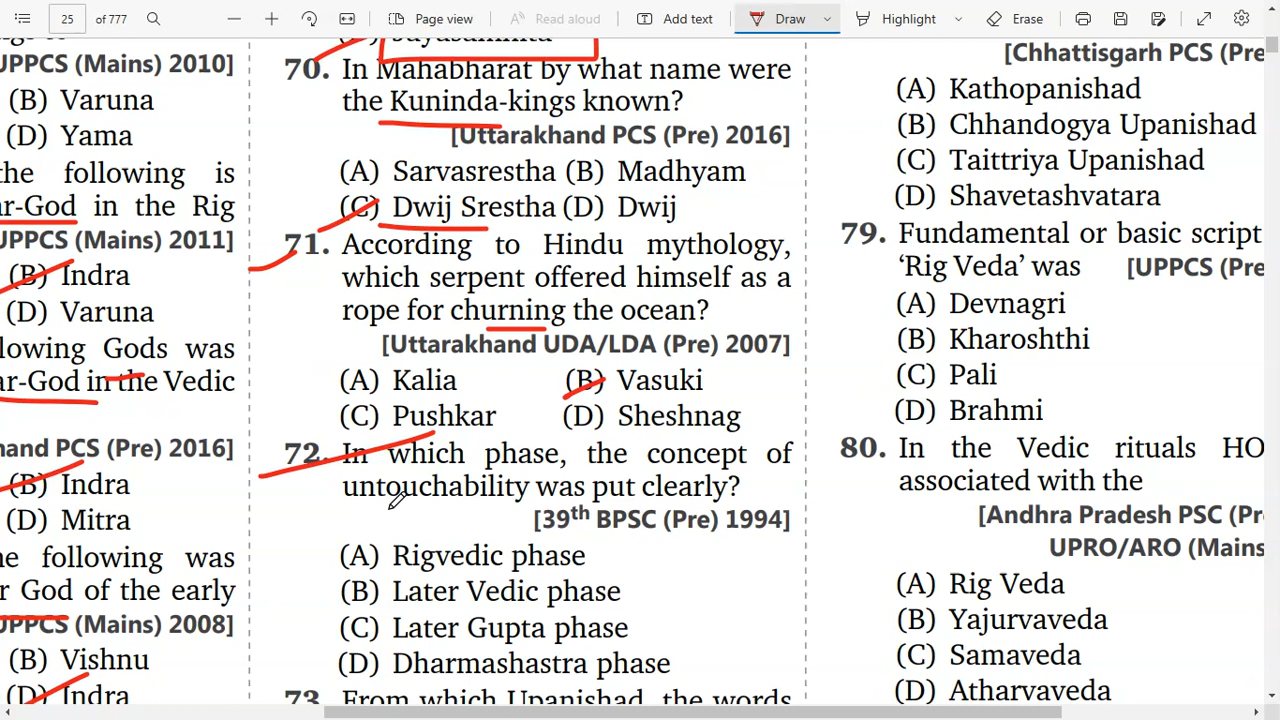 25 of 777
Page view
Read aloud
Add text
Draw
Highlight
Erase
UPPCS (Mains) 2010]
(B) Varuna
(D) Yama
the following is
r-God in the Rig
UPPCS (Mains) 2011]
(B) Indra
(D) Varuna
llowing Gods was
ar-God in the Vedic
hand PCS (Pre) 2016]
(B) Indra
(D) Mitra
he following was
r God of the early
UPPCS (Mains) 2008]
(B) Vishnu
(D) Indra
70. In Mahabharat by what name were
the Kuninda-kings known?
[Uttarakhand PCS (Pre) 2016]
(A) Sarvasrestha (B) Madhyam
(C) Dwij Srestha (D) Dwij
71. According to Hindu mythology,
which serpent offered himself as a
rope for churning the ocean?
[Uttarakhand UDA/LDA (Pre) 2007]
(A) Kalia (B) Vasuki
(C) Pushkar (D) Sheshnag
72. In which phase, the concept of
untouchability was put clearly?
[39th BPSC (Pre) 1994]
(A) Rigvedic phase
(B) Later Vedic phase
(C) Later Gupta phase
(D) Dharmashastra phase
73. From which Upanishad, the words
[Chhattisgarh PCS (Pre
(A) Kathopanishad
(B) Chhandogya Upanishad
(C) Taittriya Upanishad
(D) Shavetashvatara
79. Fundamental or basic script
‘Rig Veda’ was [UPPCS (Pre
(A) Devnagri
(B) Kharoshthi
(C) Pali
(D) Brahmi
80. In the Vedic rituals HO
associated with the
[Andhra Pradesh PSC (Pr
UPRO/ARO (Mains
(A) Rig Veda
(B) Yajurvaveda
(C) Samaveda
(D) Atharvaveda